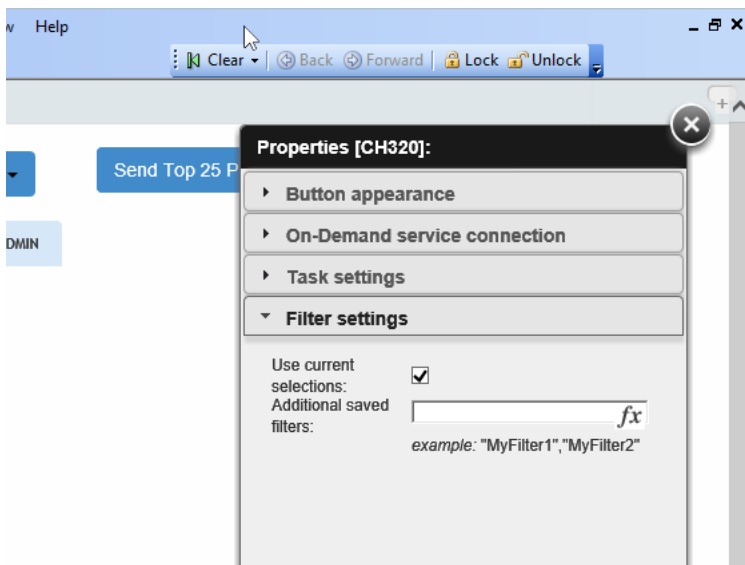 w Help
Clear Back Forward Lock Unlock
Properties [CH320]:
Send Top 25 P
Button appearance
DMIN
On-Demand service connection
Task settings
Filter settings
Use current
selections:
Additional saved
filters:
fx
example: "MyFilter1","MyFilter2"